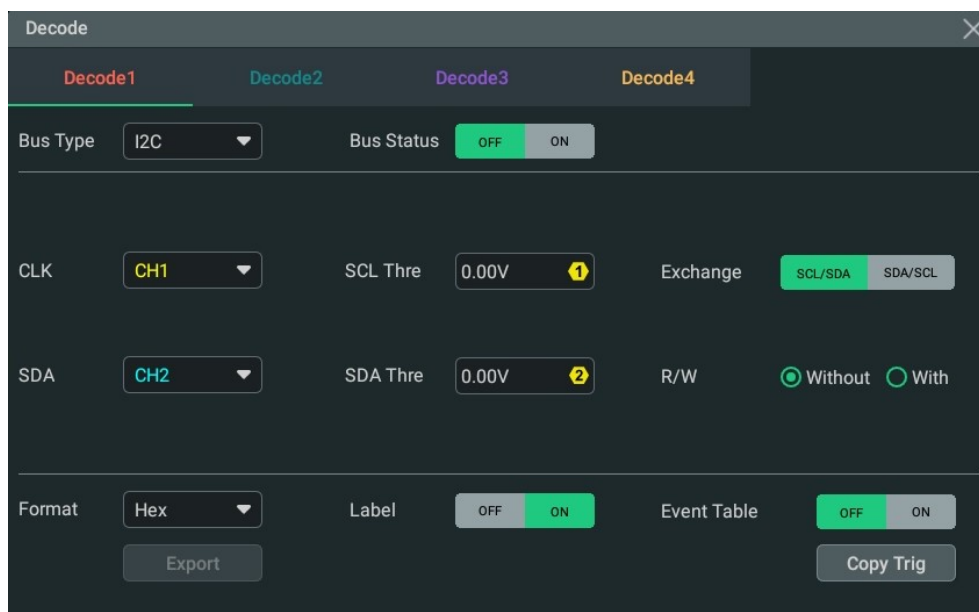 Decode
Decode1 Decode2 Decode3 Decode4
Bus Type I2C Bus Status OFF ON
CLK CH1 SCL Thre 0.00V 1 Exchange SCL/SDA SDA/SCL
SDA CH2 SDA Thre 0.00V 2 R/W Without With
Format Hex Label OFF ON Event Table OFF ON
Export Copy Trig